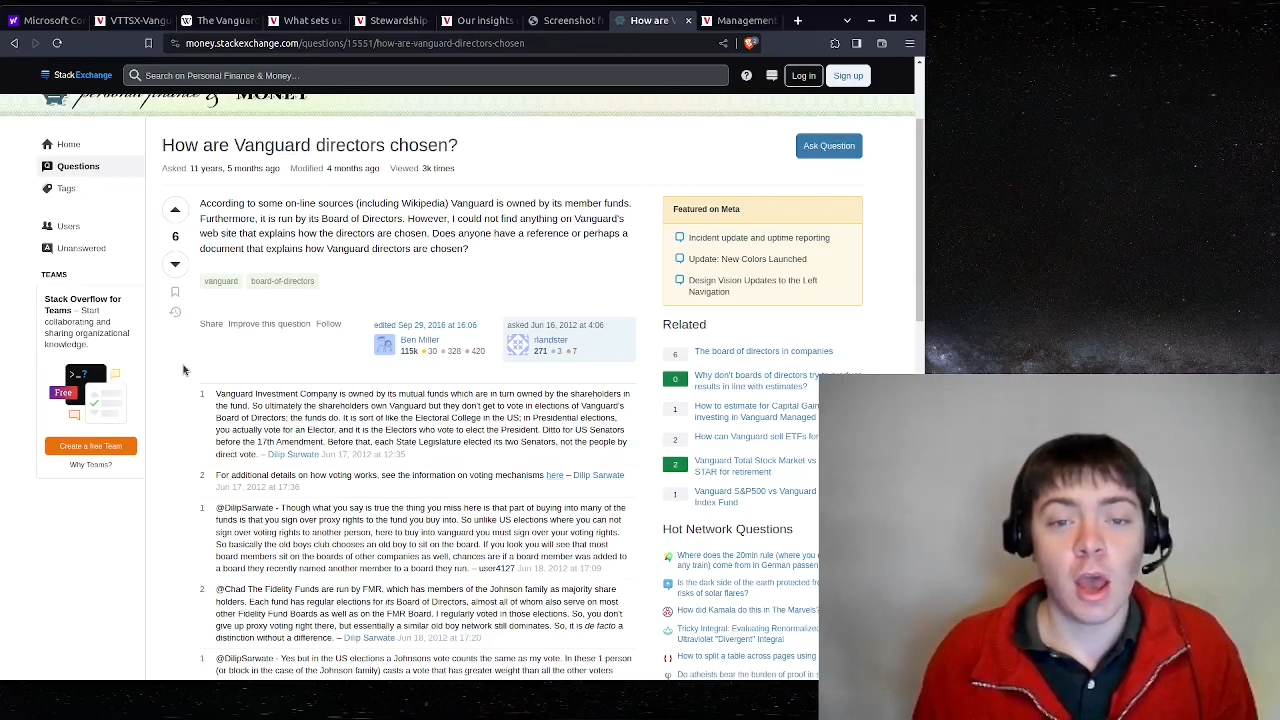 Microsoft Co
VTTSX-Vangu
The Vanguard
What sets us
Stewardship
Our insights
Screenshot fr
How are V
Management
money.stackexchange.com/questions/15551/how-are-vanguard-directors-chosen
2
StackExchange
Search on Personal Finance & Money…
Log in
Sign up
MONEY
Home
Questions
Tags
Users
Unanswered
TEAMS
Stack Overflow for
Teams – Start
collaborating and
sharing organizational
knowledge.
>_?
Free
Create a free Team
Why Teams?
How are Vanguard directors chosen?
Ask Question
Asked 11 years, 5 months ago Modified 4 months ago Viewed 3k times
6
According to some on-line sources (including Wikipedia) Vanguard is owned by its member funds.
Furthermore, it is run by its Board of Directors. However, I could not find anything on Vanguard's
web site that explains how the directors are chosen. Does anyone have a reference or perhaps a
document that explains how Vanguard directors are chosen?
vanguard board-of-directors
Share Improve this question Follow
edited Sep 29, 2016 at 16:06
Ben Miller
115k 30 328 420
asked Jun 16, 2012 at 4:06
rlandster
271 3 7
1 Vanguard Investment Company is owned by its mutual funds which are in turn owned by the shareholders in
the fund. So ultimately the shareholders own Vanguard but they don't get to vote in elections of Vanguard's
Board of Directors: the funds do. It is sort of like the Electoral College the US; in Presidential elections,
you actually vote for an Elector, and it is the Electors who vote to elect the President. Ditto for US Senators
before the 17th Amendment. Before that, each State Legislature elected its two Senators, not the people by
direct vote. – Dilip Sarwate Jun 17, 2012 at 12:35
2 For additional details on how voting works, see the information on voting mechanisms here – Dilip Sarwate
Jun 17, 2012 at 17:36
1 @DilipSarwate - Though what you say is true the thing you miss here is that part of buying into many of the
funds is that you sign over proxy rights to the fund you buy into. So unlike US elections where you can not
sign your voting rights to another person, here to buy into vanguard you must sign over your voting rights.
So basically the old boys club chooses an old boy to sit on the board. If you look you will see that most
board members sit on the boards of other companies as well, chances are if a board member was added to
a board they recently named another member to a board they run. – user4127 Jun 18, 2012 at 17:09
2 @Chad The Fidelity Funds are run by FMR. which has members of the Johnson family as majority share
holders, Each fund has regular elections for its Board of Directors, almost all of whom also serve on most
other Fidelity Fund Boards as well as on the FMR Board. I regularly voted in those elections. So, you don't
give up proxy voting right there, but essentially a similar old boy network still dominates. So, it is de facto a
distinction without a difference. – Dilip Sarwate Jun 18, 2012 at 17:20
1 @DilipSarwate - Yes but in the US elections a Johnsons vote counts the same as my vote. In these 1 person
(or block in the case of the Johnson family) casts a vote that has greater weight than all the other voters
Featured on Meta
Incident update and uptime reporting
Update: New Colors Launched
Design Vision Updates to the Left
Navigation
Related
6 The board of directors in companies
0 Why don't boards of directors try to produce
results in line with estimates?
1 How to estimate for Capital Gain
investing in Vanguard Managed
2 How can Vanguard sell ETFs for
2 Vanguard Total Stock Market vs
STAR for retirement
1 Vanguard S&P500 vs Vanguard
Index Fund
Hot Network Questions
Where does the 20min rule (where you
any train) come from in German passen
Is the dark side of the earth protected fro
risks of solar flares?
How did Kamala do this in The Marvels?
Tricky Integral: Evaluating Renormalize
Ultraviolet "Divergent" Integral
How to split a table across pages using
Do atheists bear the burden of proof in s